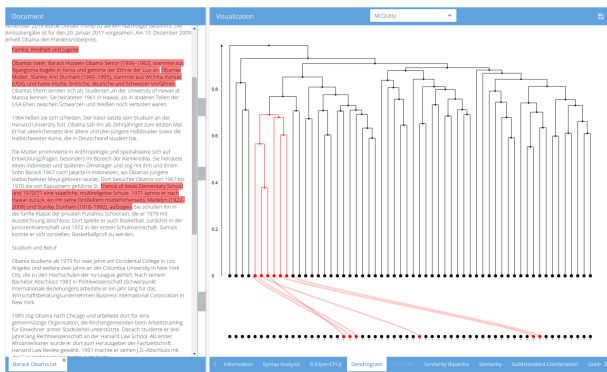 Document
November 2016 wurde Donald Trump zu seinem Nachfolger bestimmt. Die
Amtsübergabe ist für den 20. Januar 2017 vorgesehen. Am 10. Dezember 2009
erhielt Obama den Friedensnobelpreis.
Familie, Kindheit und Jugend
Obamas Vater, Barack Hussein Obama Senior (1936–1982), stammte aus
Nyang'oma Kogelo in Kenia und gehörte der Ethnie der Luo an. Obamas
Mutter, Stanley Ann Dunham (1942–1995), stammte aus Wichita, Kansas
(USA), und hatte irische, britische, deutsche und Schweizer Vorfahren.
Obamas Eltern lernten sich als Studenten an der University of Hawaii at
Manoa kennen. Sie heirateten 1961 in Hawaii, als in anderen Teilen der
USA Ehen zwischen Schwarzen und Weißen noch verboten waren.
1964 ließen sie sich scheiden. Der Vater setzte sein Studium an der
Harvard University fort. Obama sah ihn als Zehnjähriger zum letzten Mal.
Er hat väterlicherseits drei ältere und drei jüngere Halbbrüder sowie die
Halbschwester Auma, die in Deutschland studiert hat.
Die Mutter promovierte in Anthropologie und spezialisierte sich auf
Entwicklungsfragen, besonders im Bereich der Kleinkredite. Sie heiratete
einen Indonesier und späteren Ölmanager und zog mit ihm und ihrem
Sohn Barack 1967 nach Jakarta in Indonesien, wo Obamas jüngere
Halbschwester Maya geboren wurde. Dort besuchte Obama von 1967 bis
1970 die von Kapuzinern geführte St. Francis of Assisi Elementary School
und 1970/71 eine staatliche, multireligiöse Schule. 1971 kehrte er nach
Hawaii zurück, wo ihn seine Großeltern mütterlicherseits, Madelyn (1922–
2008) und Stanley Dunham (1918–1992), aufzogen. Sie schulten ihn in
die fünfte Klasse der privaten Punahou School ein, die er 1979 mit
Auszeichnung abschloss. Dort spielte er auch Basketball, zunächst in der
Juniorenmannschaft und 1972 in der ersten Schulmannschaft. Damals
konnte er sich vorstellen, Basketballprofi zu werden.
Studium und Beruf
Obama studierte ab 1979 für zwei Jahre am Occidental College in Los
Angeles und weitere zwei Jahre an der Columbia University in New York
City, die zu den Hochschulen der Ivy League gehört. Nach seinem
Bachelor-Abschluss 1983 in Politikwissenschaft (Schwerpunkt
Internationale Beziehungen) arbeitete er ein Jahr lang für das
Wirtschaftsberatungsunternehmen Business International Corporation in
New York.
1985 zog Obama nach Chicago und arbeitete dort für eine
gemeinnützige Organisation, die Kirchengemeinden beim Arbeitstraining
für Einwohner armer Stadtviertel unterstützte. Danach studierte er drei
Jahre lang Rechtswissenschaft an der Harvard Law School. Als erster
Afroamerikaner wurde er dort zum Herausgeber der Fachzeitschrift
Harvard Law Review gewählt. 1991 machte er seinen J.D.-Abschluss mit
Barack Obama.txt
Visualization
McQuitty
1
0.8
0.6
0.4
0.2
0
Information
Syntax Analysis
R (OpenCPU)
Dendrogram
Similarity Bipartite
Similarity
Goldstandard Combination